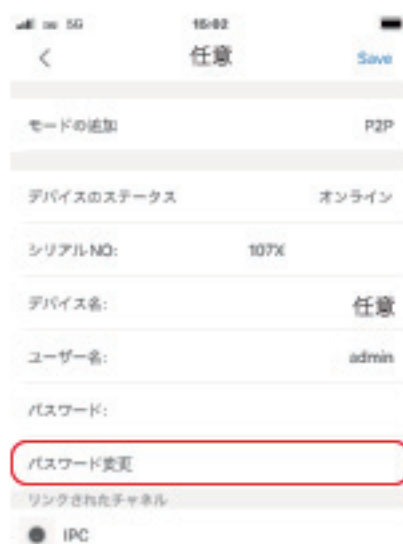 5G 15:02
任意 Save
モードの追加 P2P
デバイスのステータス オンライン
シリアルNO: 107X
デバイス名: 任意
ユーザー名: admin
パスワード:
パスワード変更
リンクされたチャネル
IPC